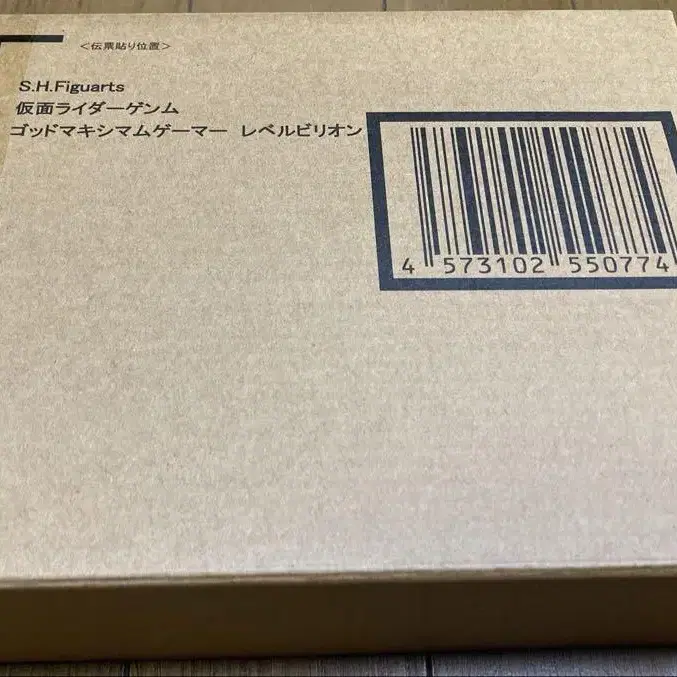 <伝票貼り位置>
S.H.Figuarts
仮面ライダーゲンム
ゴッドマキシマムゲーマー レベルビリオン
4 573102 550774